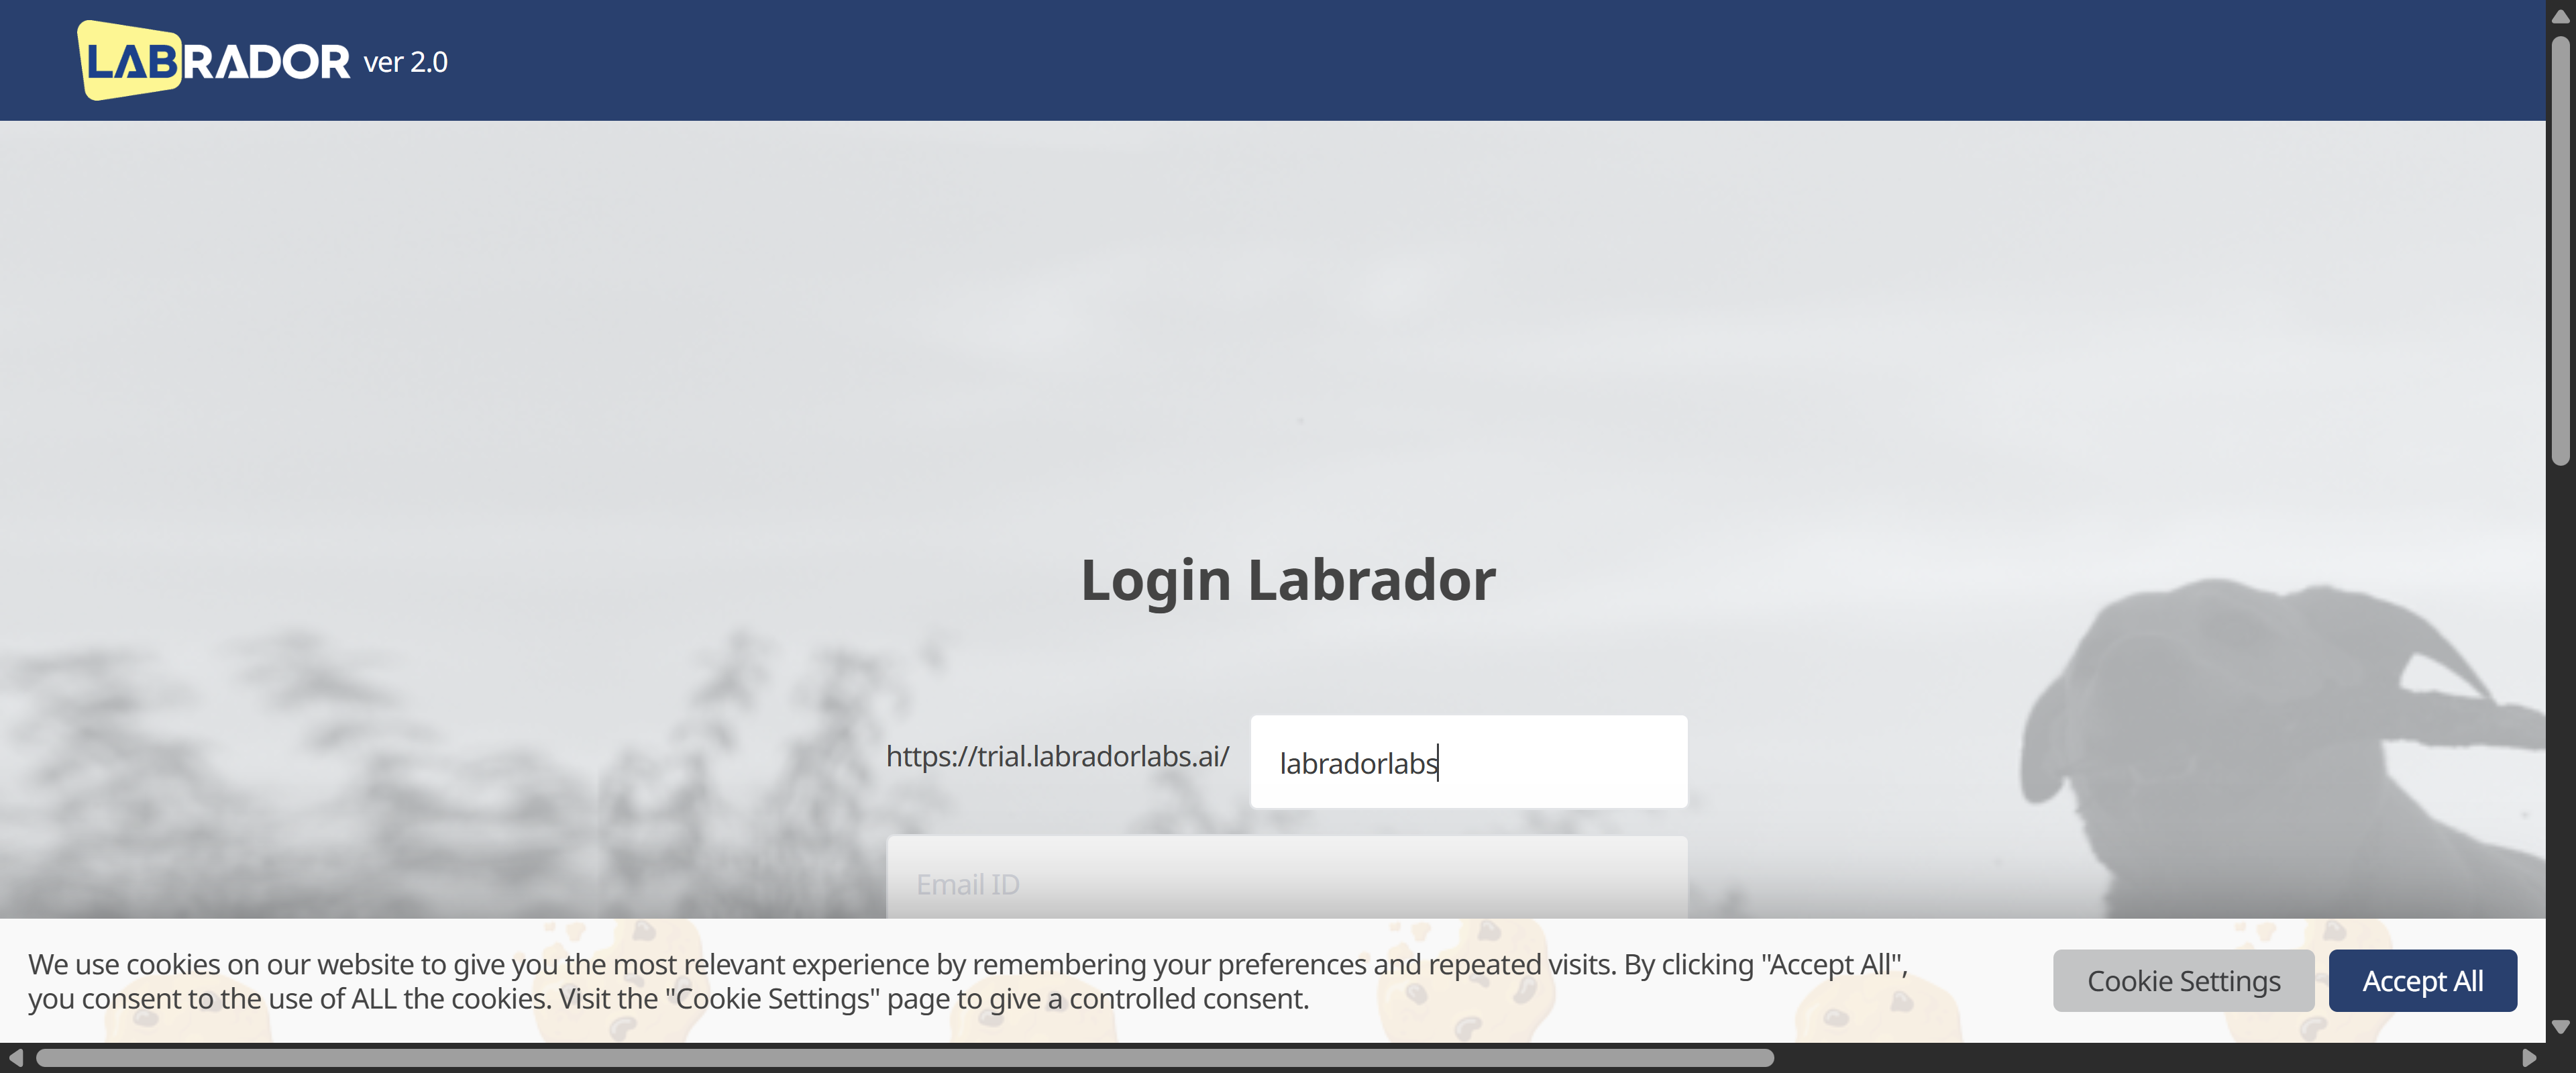 LABRADOR ver 2.0
Login Labrador
https://trial.labradorlabs.ai/ labradorlabs
Email ID
We use cookies on our website to give you the most relevant experience by remembering your preferences and repeated visits. By clicking "Accept All",
you consent to the use of ALL the cookies. Visit the "Cookie Settings" page to give a controlled consent.
Cookie Settings Accept All